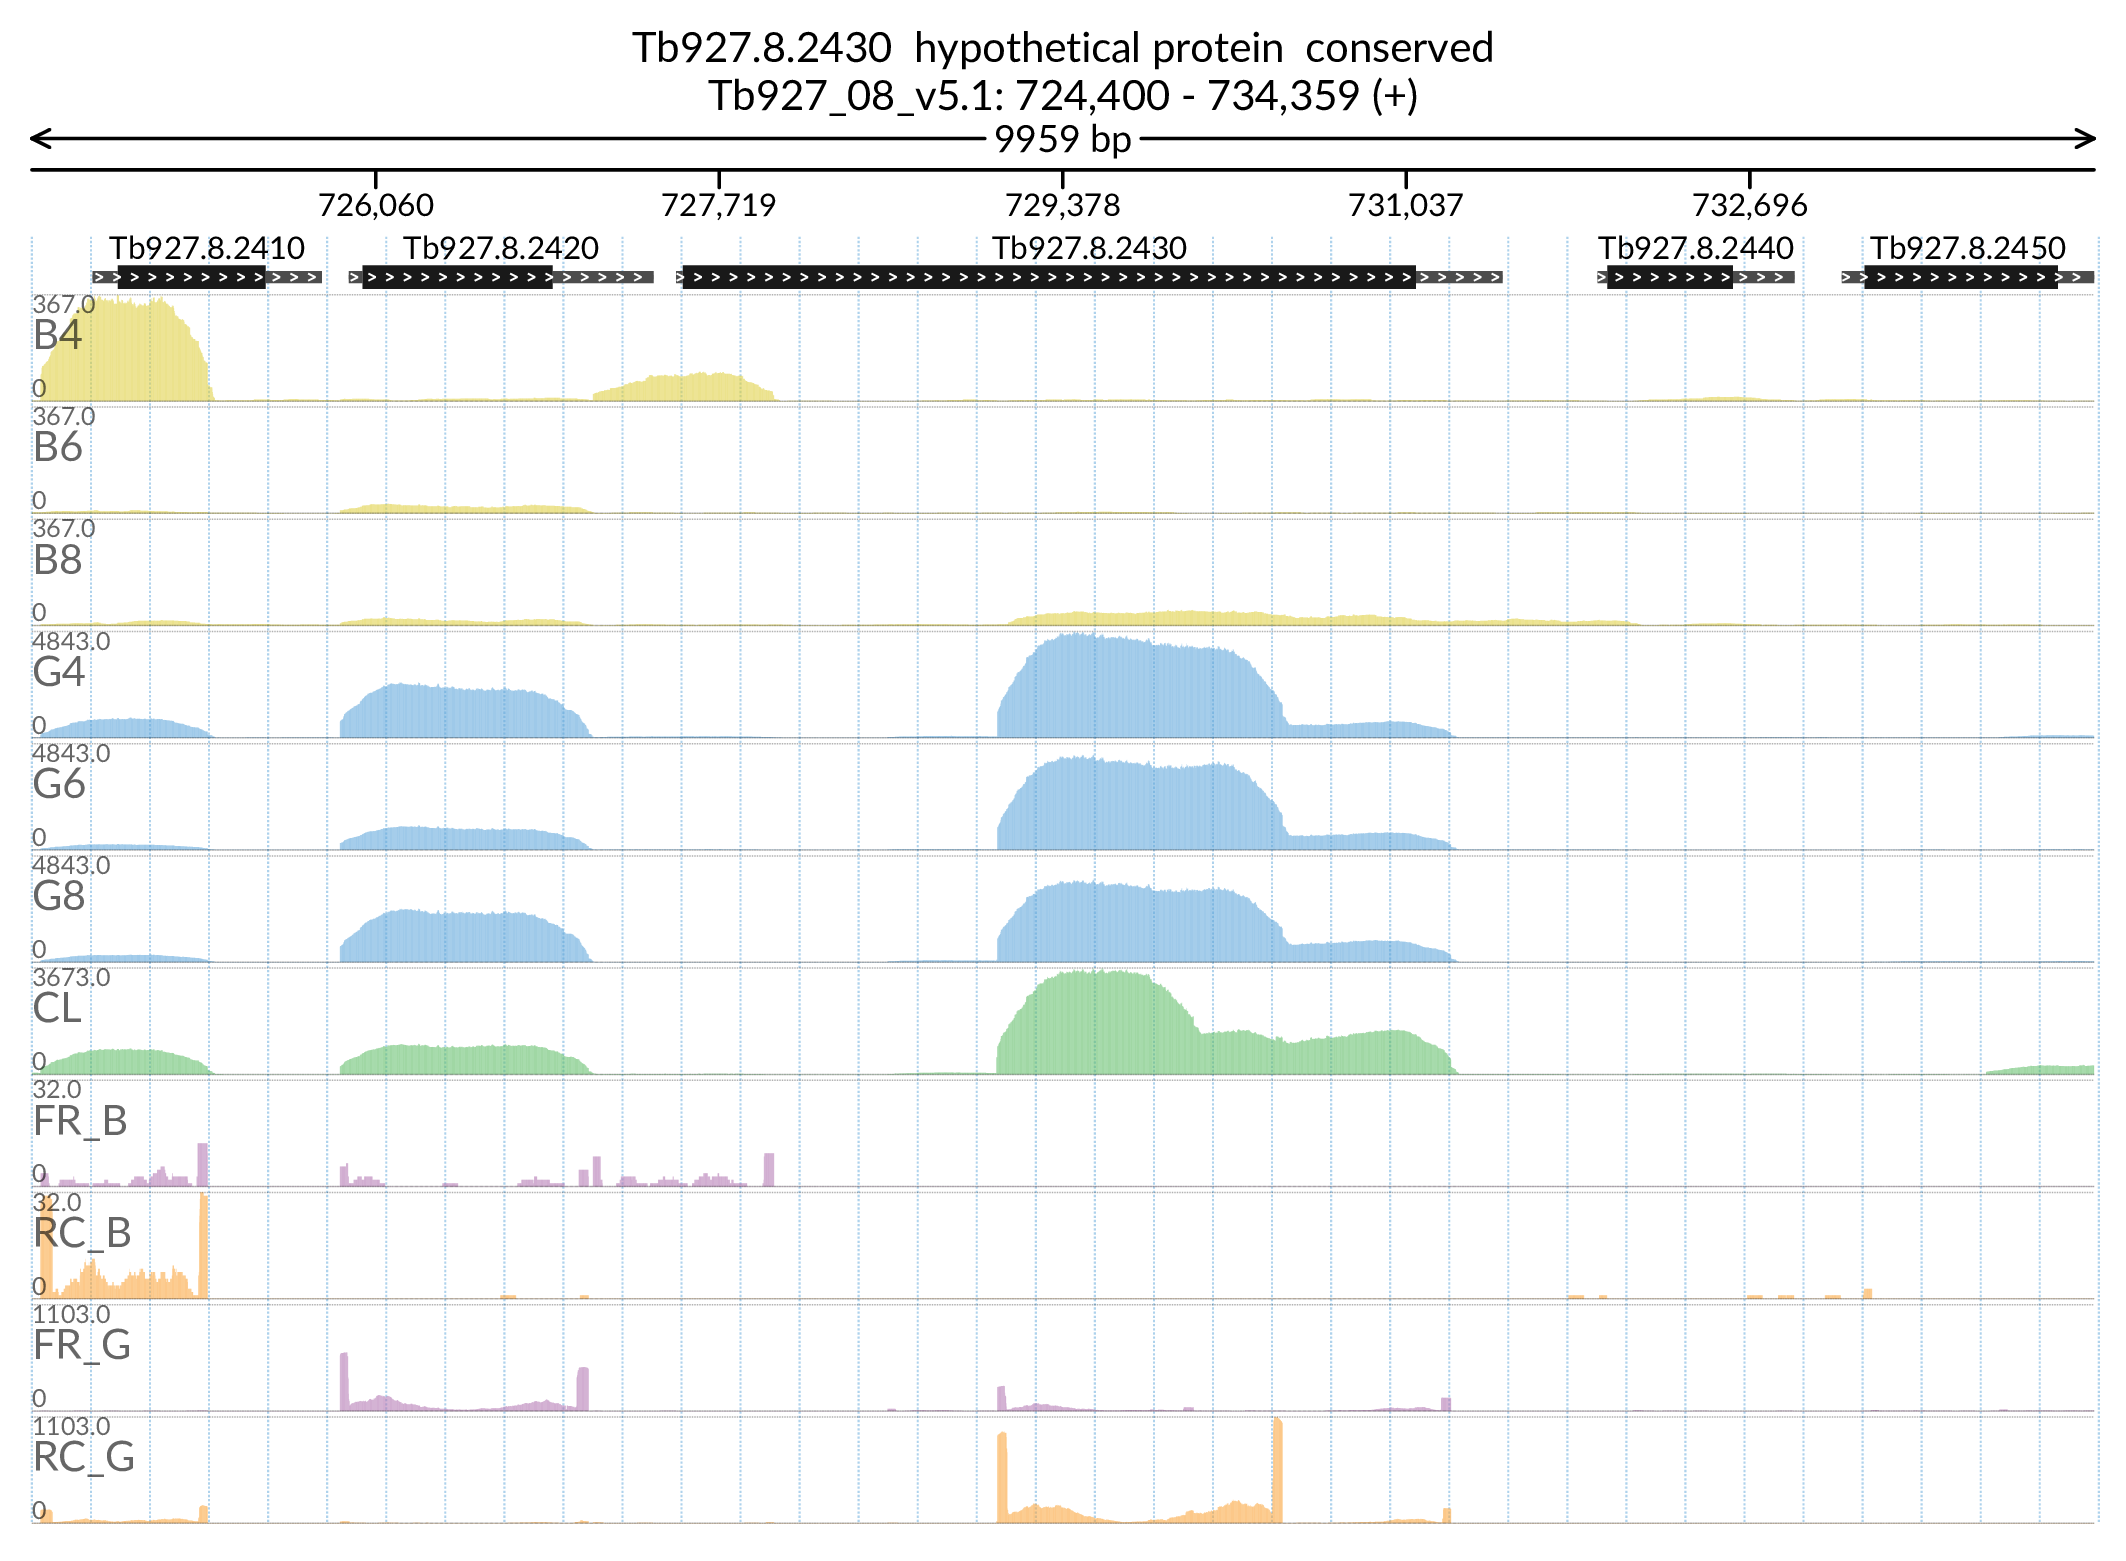 Tb927.8.2430  hypothetical protein  conserved
Tb927_08_v5.1: 724,400 - 734,359 (+)
9959 bp
726,060 727,719 729,378 731,037 732,696
Tb927.8.2410 Tb927.8.2420 Tb927.8.2430 Tb927.8.2440 Tb927.8.2450
367.0
B4
0
367.0
B6
0
367.0
B8
0
4843.0
G4
0
4843.0
G6
0
4843.0
G8
0
3673.0
CL
0
32.0
FR_B
0
32.0
RC_B
0
1103.0
FR_G
0
1103.0
RC_G
0